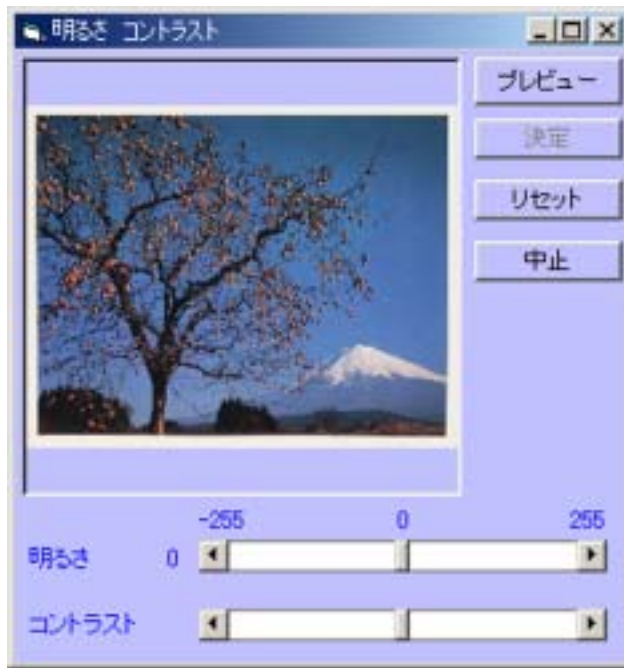 明るさ コントラスト
プレビュー
決定
リセット
中止
-255 0 255
明るさ 0
コントラスト